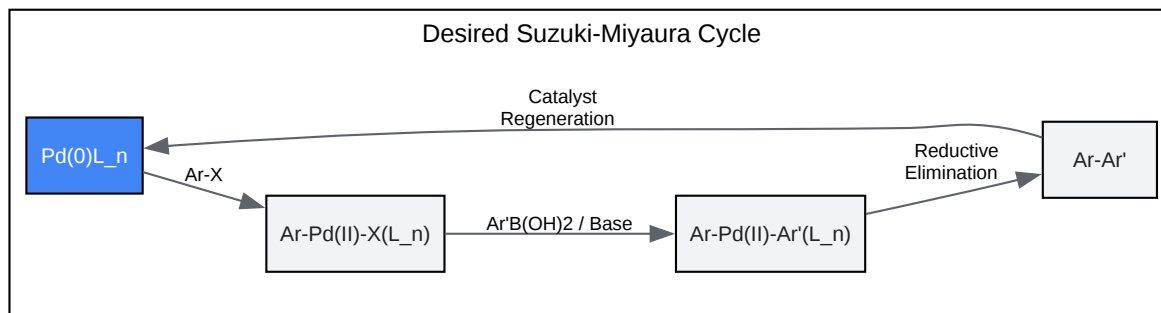 Desired Suzuki-Miyaura Cycle
Catalyst
Regeneration
Pd(0)L_n
Ar-X
Ar-Pd(II)-X(L_n)
Ar'B(OH)2 / Base
Ar-Pd(II)-Ar'(L_n)
Reductive
Elimination
Ar-Ar'